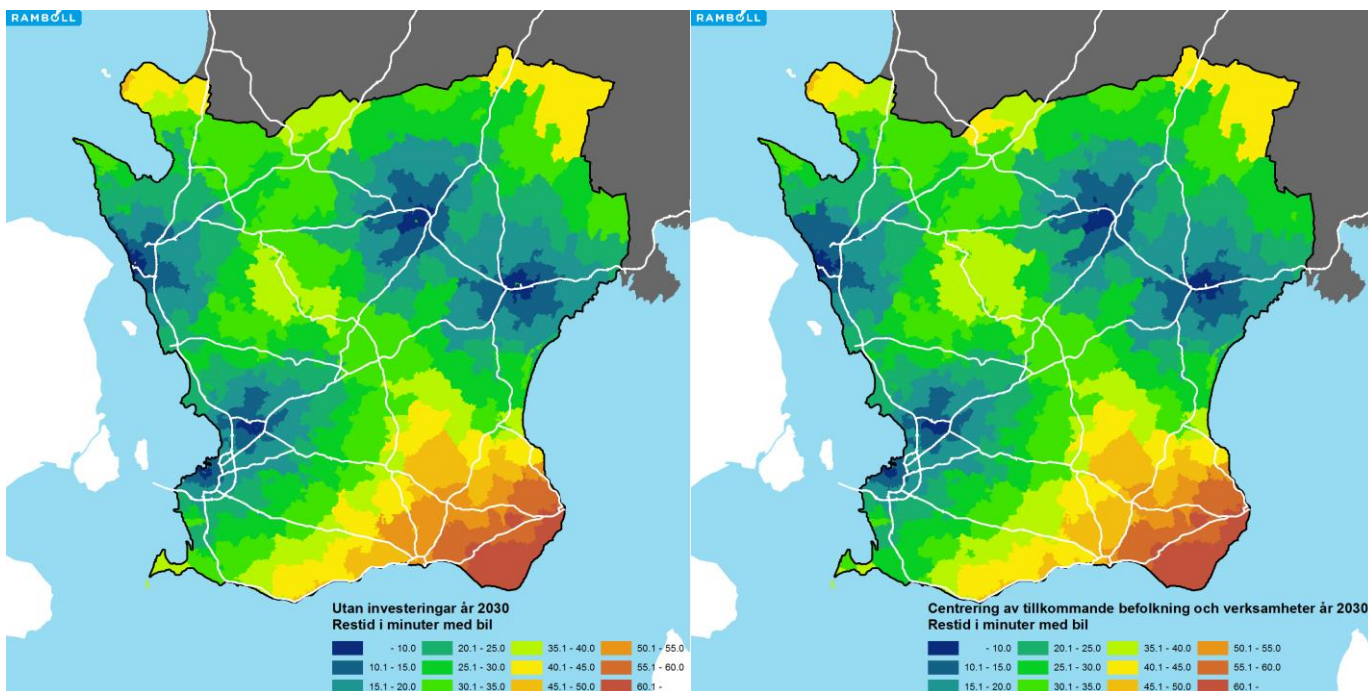 RAMBOLL
RAMBOLL
Utan investeringar år 2030
Restid i minuter med bil
- 10.0
20.1 - 25.0
35.1 - 40.0
50.1 - 55.0
10.1 - 15.0
25.1 - 30.0
40.1 - 45.0
55.1 - 60.0
15.1 - 20.0
30.1 - 35.0
45.1 - 50.0
60.1 -
Centrering av tillkommande befolkning och verksamheter år 2030
Restid i minuter med bil
- 10.0
20.1 - 25.0
35.1 - 40.0
50.1 - 55.0
10.1 - 15.0
25.1 - 30.0
40.1 - 45.0
55.1 - 60.0
15.1 - 20.0
30.1 - 35.0
45.1 - 50.0
60.1 -